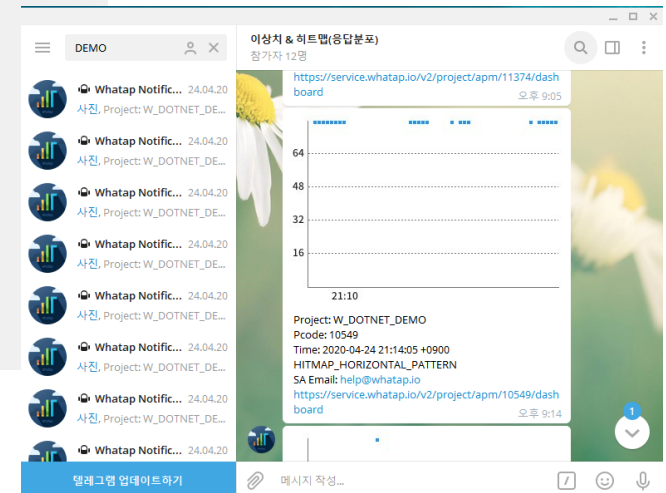 DEMO
Whatap Notific... 24.04.20
사진, Project: W_DOTNET_DE...
Whatap Notific... 24.04.20
사진, Project: W_DOTNET_DE...
Whatap Notific... 24.04.20
사진, Project: W_DOTNET_DE...
Whatap Notific... 24.04.20
사진, Project: W_DOTNET_DE...
Whatap Notific... 24.04.20
사진, Project: W_DOTNET_DE...
Whatap Notific... 24.04.20
사진, Project: W_DOTNET_DE...
Whatap Notific... 24.04.20
사진, Project: W_DOTNET_DE...
Whatap Notific... 24.04.20
텔레그램 업데이트하기
이상치 & 히트맵(응답분포)
참가자 12명
https://service.whatap.io/v2/project/apm/11374/dash
board
오후 9:05
64
48
32
16
21:10
Project: W_DOTNET_DEMO
Pcode: 10549
Time: 2020-04-24 21:14:05 +0900
HITMAP_HORIZONTAL_PATTERN
SA Email: help@whatap.io
https://service.whatap.io/v2/project/apm/10549/dash
board
오후 9:14
1
메시지 작성...